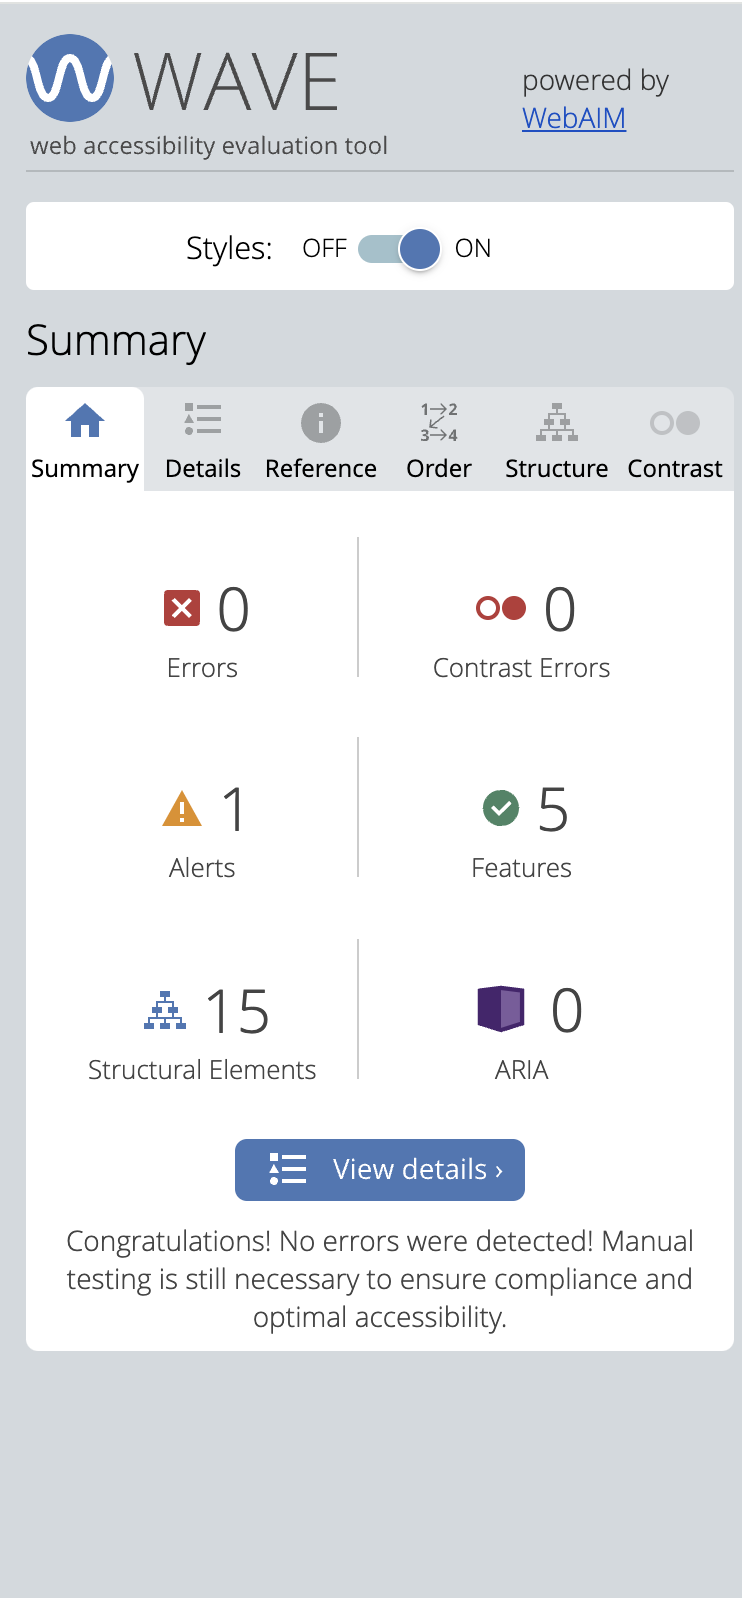 WAVE
powered by
WebAIM
web accessibility evaluation tool
Styles: OFF ON
Summary
1→2
3→4
Summary Details Reference Order Structure Contrast
0 0
Errors Contrast Errors
1 5
Alerts Features
15 0
Structural Elements ARIA
View details ›
Congratulations! No errors were detected! Manual
testing is still necessary to ensure compliance and
optimal accessibility.